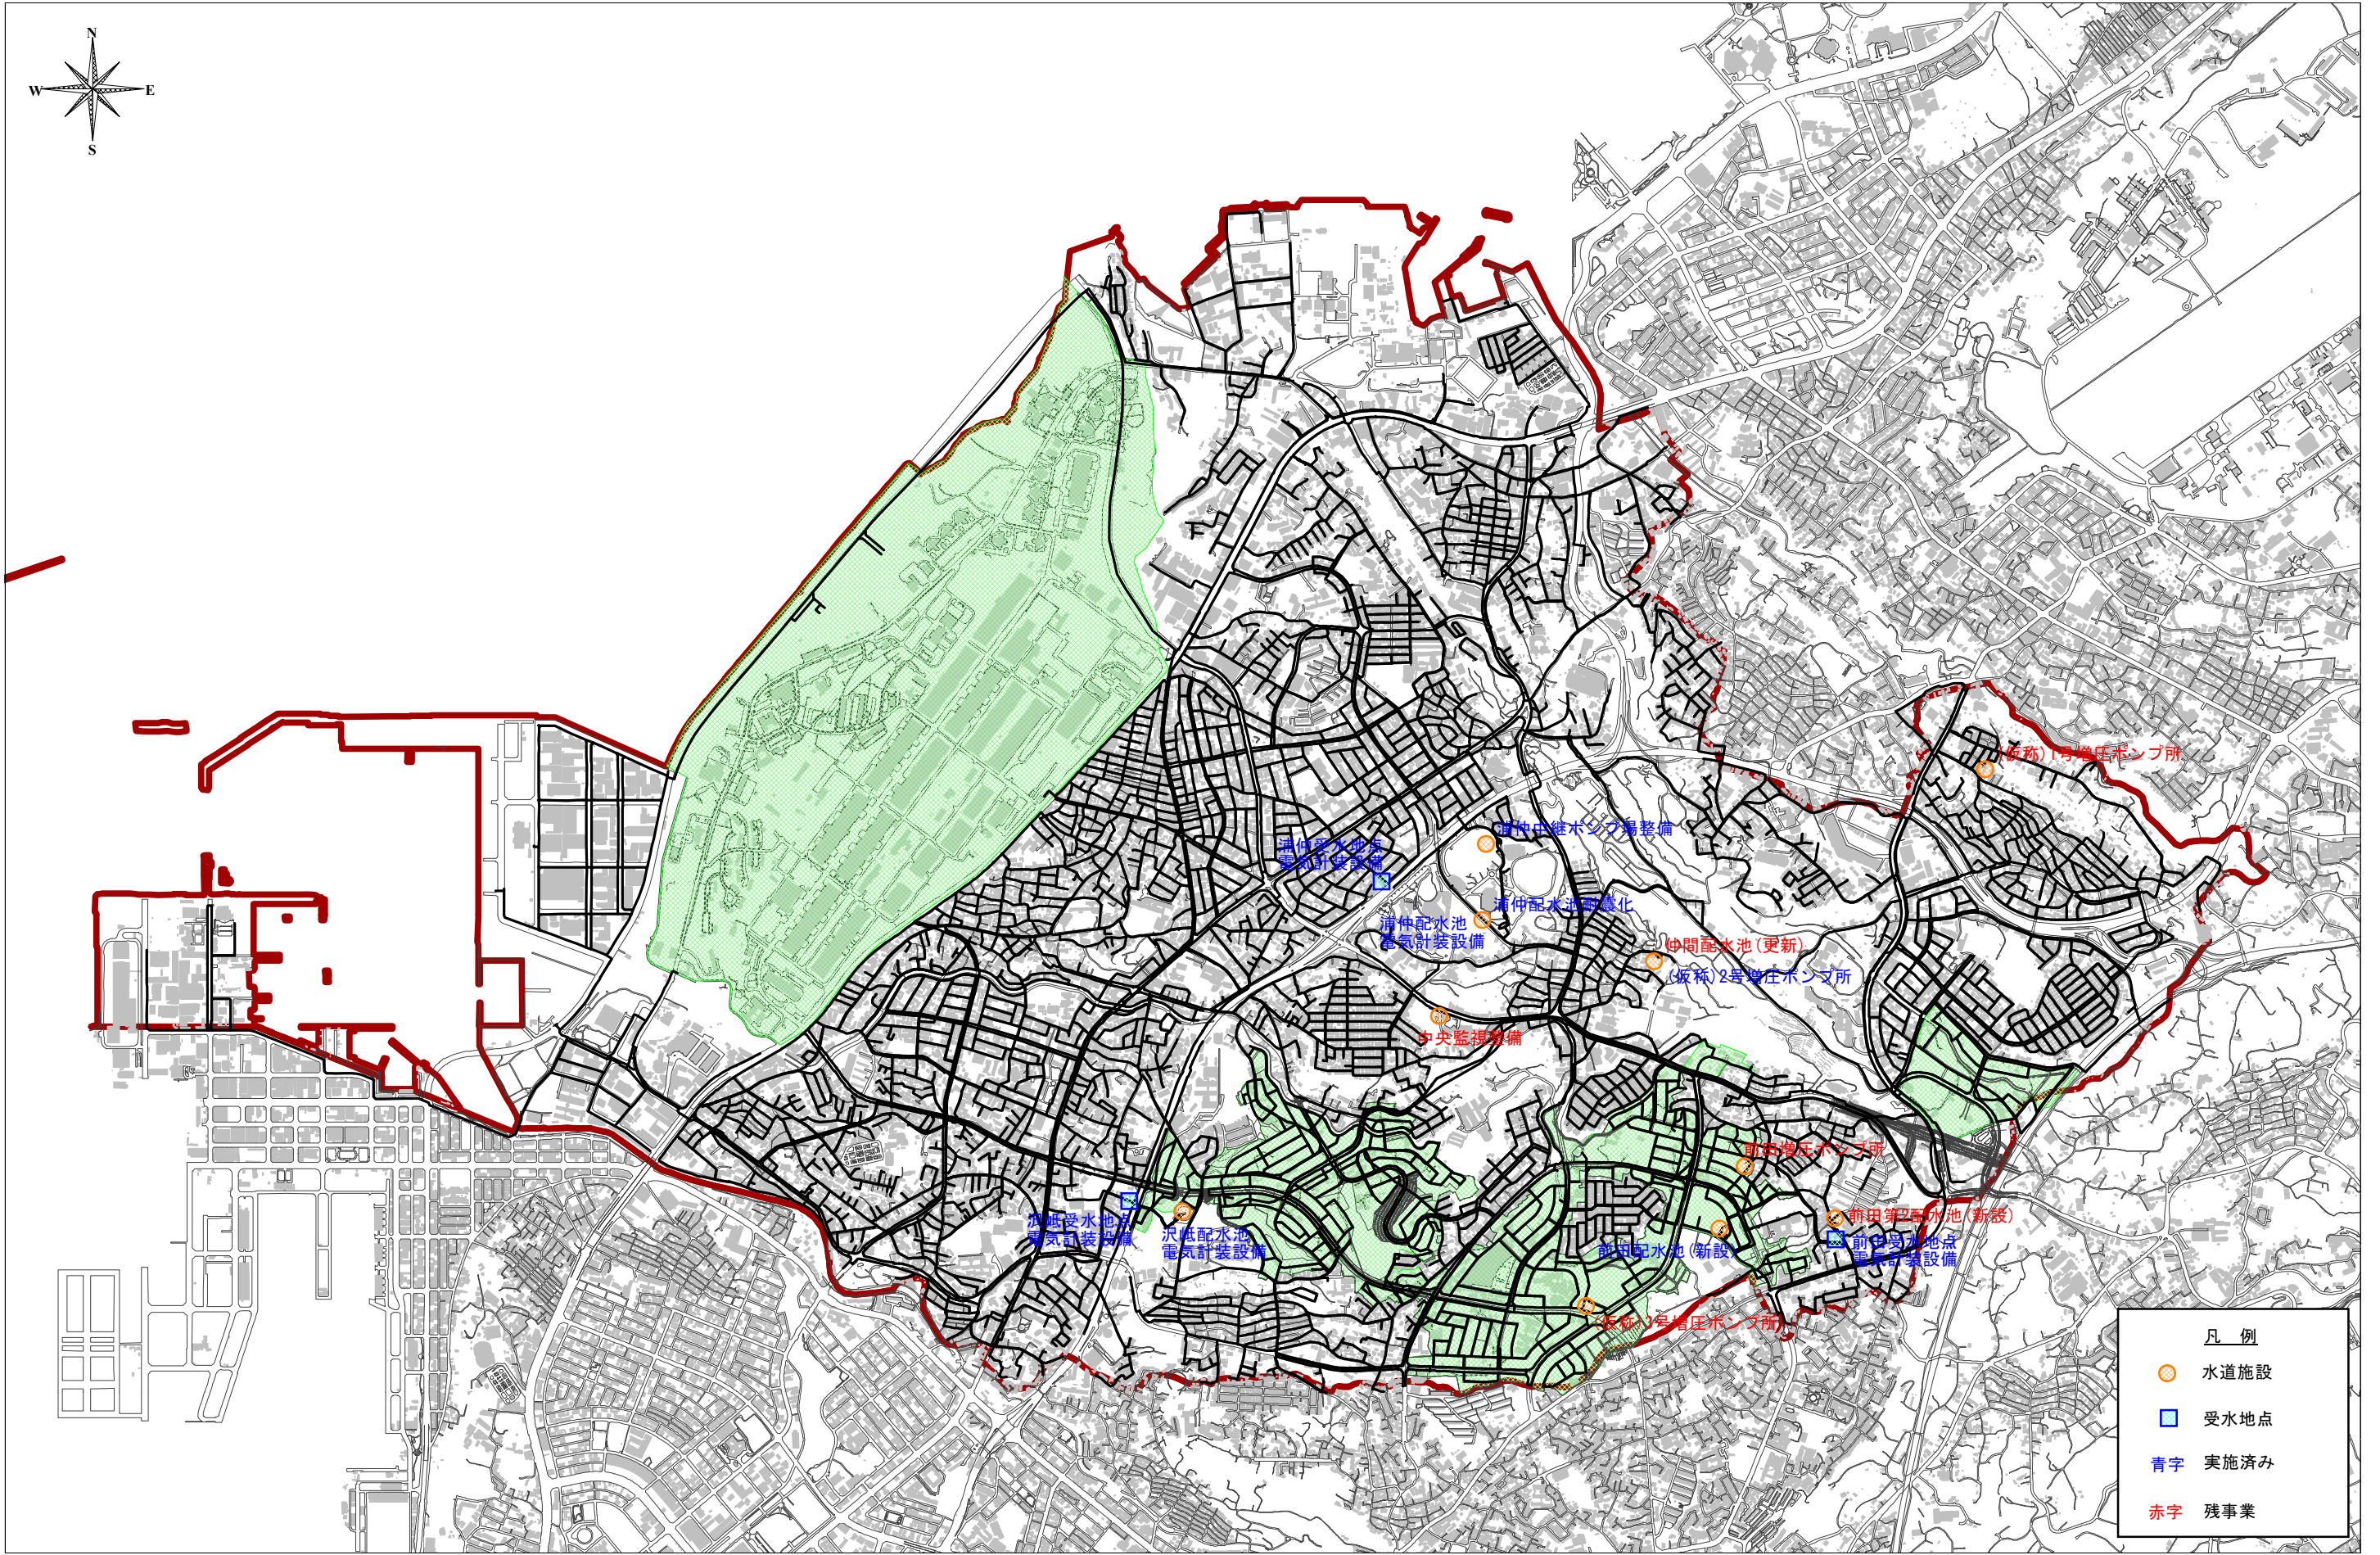 N
W
E
S
(仮称)1号増圧ポンプ所
浦仲中継ポンプ場整備
浦仲受水地点
電気計装設備
浦仲配水池耐震化
浦仲配水池
電気計装設備
仲間配水池(更新)
(仮称)2号増圧ポンプ所
中央監視整備
前田増圧ポンプ所
沢岻受水地点
電気計装設備
沢岻配水池
電気計装設備
前田配水池(新設)
前田第2配水池(新設)
前田受水地点
電気計装設備
(仮称)3号増圧ポンプ所
凡 例
水道施設
受水地点
青字 実施済み
赤字 残事業